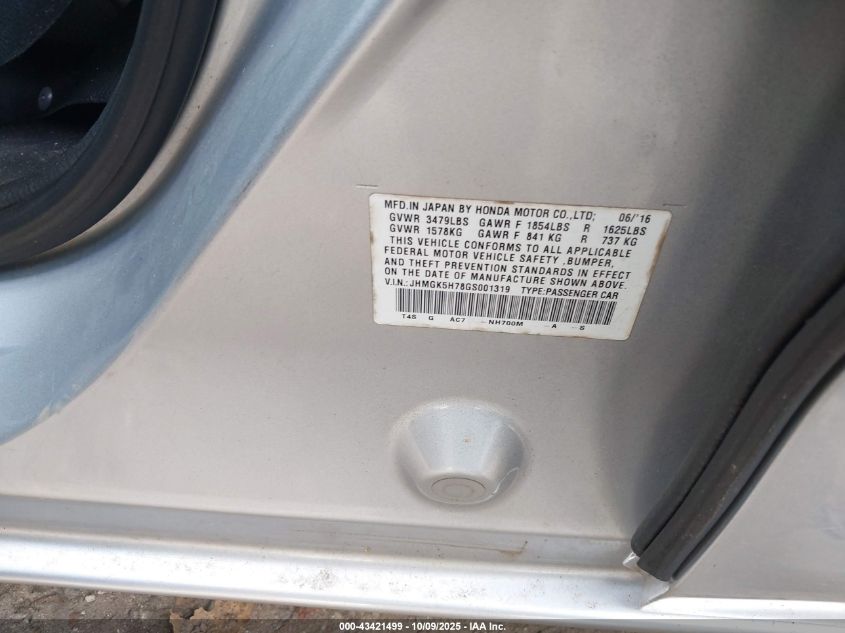 MFD.IN JAPAN BY HONDA MOTOR CO.,LTD; 06/'16
GVWR 3479LBS GAWR F 1854LBS R 1625LBS
GVWR 1578KG GAWR F 841 KG R 737 KG
THIS VEHICLE CONFORMS TO ALL APPLICABLE
FEDERAL MOTOR VEHICLE SAFETY ,BUMPER,
AND THEFT PREVENTION STANDARDS IN EFFECT
ON THE DATE OF MANUFACTURE SHOWN ABOVE.
V.I.N.: JHMGK5H78GS001319 TYPE:PASSENGER CAR
T4S G AC7 -NH700M -A -S
000-43421499 | 10/09/2025 - IAA Inc.